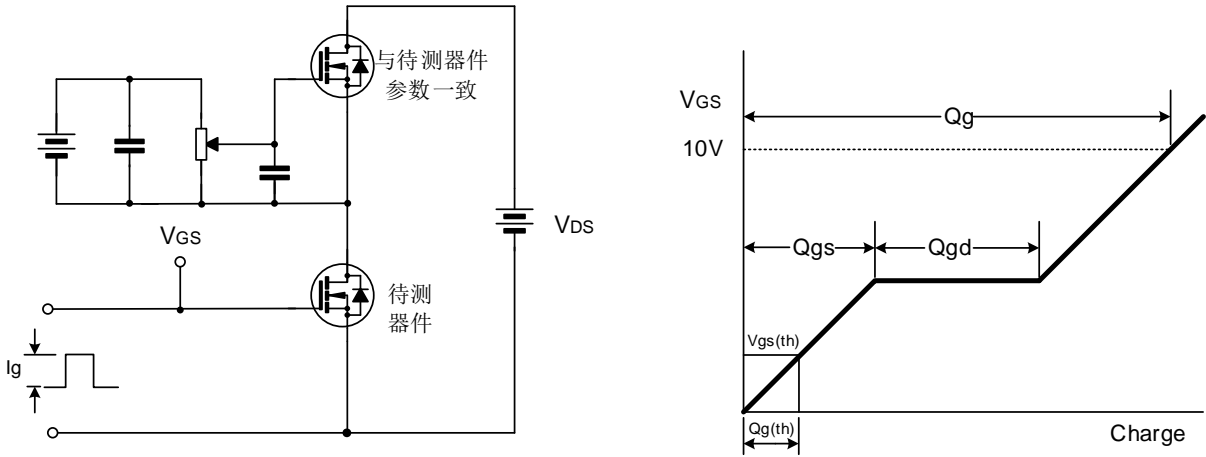 与待测器件
参数一致
VGS
VDS
待测
器件
Ig
VGS
Qg
10V
Qgs
Qgd
Vgs(th)
Qg(th)
Charge